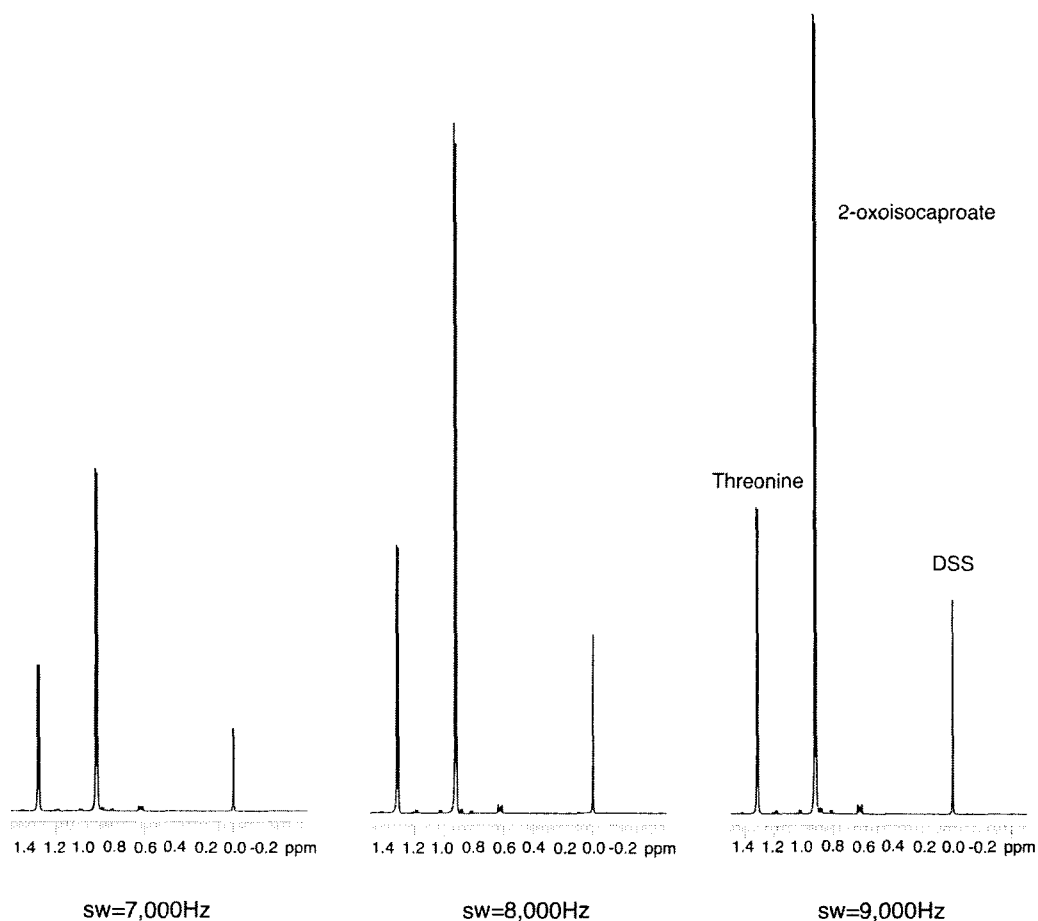 2-oxoisocaproate
Threonine
DSS
1.4 1.2 1.0 0.8 0.6 0.4 0.2 0.0 -0.2 ppm
1.4 1.2 1.0 0.8 0.6 0.4 0.2 0.0 -0.2 ppm
1.4 1.2 1.0 0.8 0.6 0.4 0.2 0.0 -0.2 ppm
sw=7,000Hz
sw=8,000Hz
sw=9,000Hz